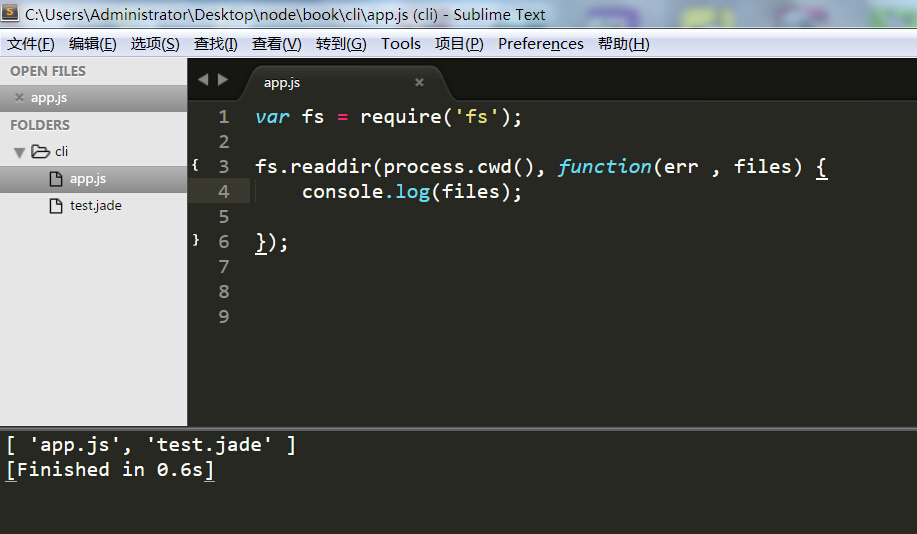 C:\Users\Administrator\Desktop\node\book\cli\app.js (cli) - Sublime Text
文件(F) 编辑(E) 选项(S) 查找(I) 查看(V) 转到(G) Tools 项目(P) Preferences 帮助(H)
OPEN FILES
app.js
FOLDERS
cli
app.js
test.jade
app.js
1 var fs = require('fs');
2
{ 3 fs.readdir(process.cwd(), function(err , files) {
4     console.log(files);
5
} 6 });
7
8
9
[ 'app.js', 'test.jade' ]
[Finished in 0.6s]